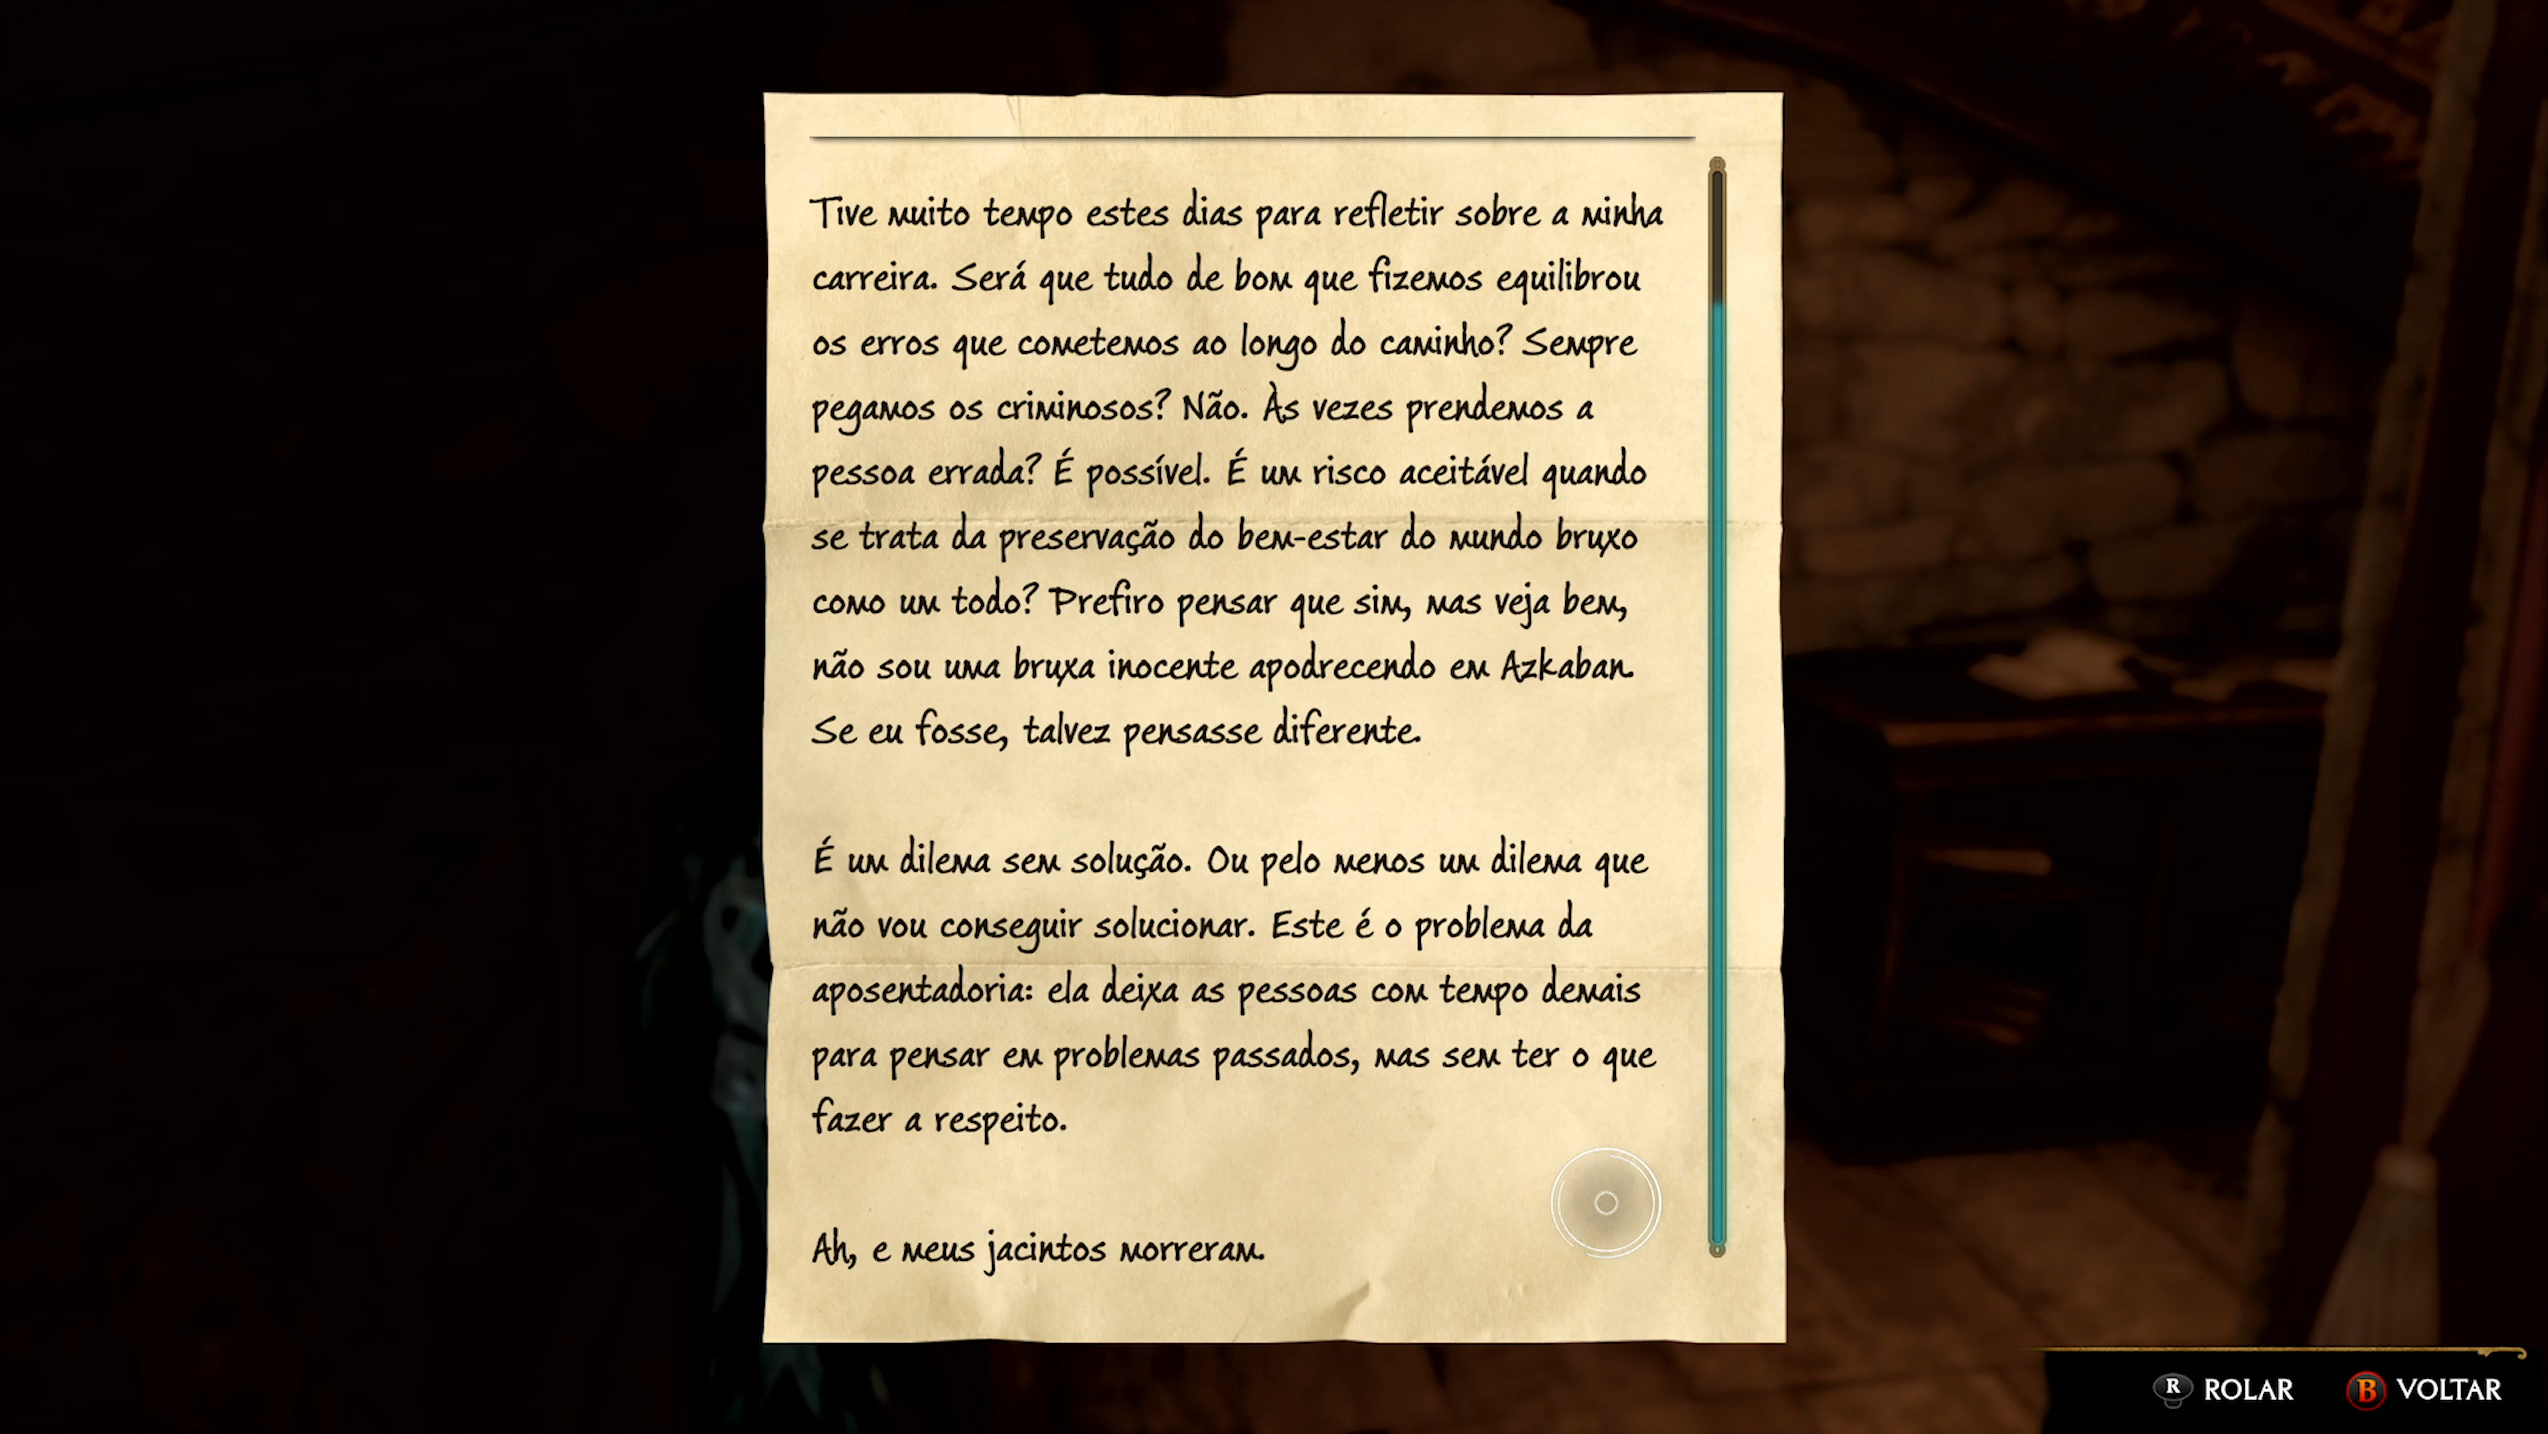 Tive muito tempo estes dias para refletir sobre a minha
carreira. Será que tudo de bom que fizemos equilibrou
os erros que cometemos ao longo do caminho? Sempre
pegamos os criminosos? Não. Às vezes prendemos a
pessoa errada? É possível. É um risco aceitável quando
se trata da preservação do bem-estar do mundo bruxo
como um todo? Prefiro pensar que sim, mas veja bem,
não sou uma bruxa inocente apodrecendo em Azkaban.
Se eu fosse, talvez pensasse diferente.
É um dilema sem solução. Ou pelo menos um dilema que
não vou conseguir solucionar. Este é o problema da
aposentadoria: ela deixa as pessoas com tempo demais
para pensar em problemas passados, mas sem ter o que
fazer a respeito.
Ah, e meus jacintos morreram.
R ROLAR B VOLTAR